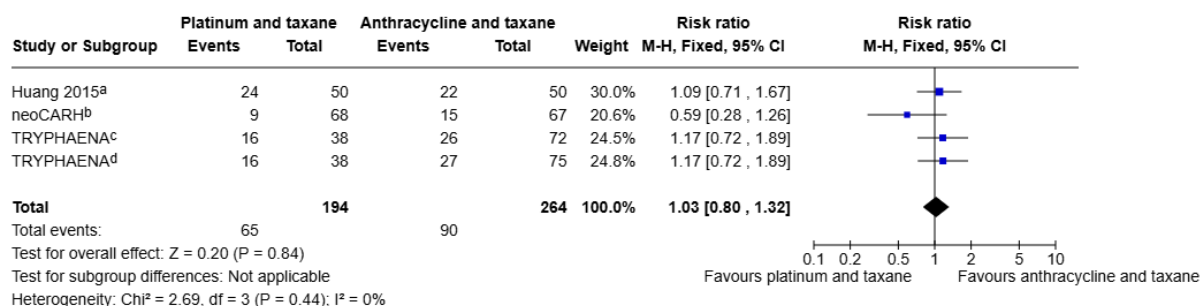 Platinum and taxane Anthracycline and taxane Risk ratio Risk ratio
Study or Subgroup Events Total Events Total Weight M-H, Fixed, 95% CI M-H, Fixed, 95% CI
Huang 2015ᵃ 24 50 22 50 30.0% 1.09 [0.71 , 1.67]
neoCARHᵇ 9 68 15 67 20.6% 0.59 [0.28 , 1.26]
TRYPHAENAᶜ 16 38 26 72 24.5% 1.17 [0.72 , 1.89]
TRYPHAENAᵈ 16 38 27 75 24.8% 1.17 [0.72 , 1.89]
Total 194 264 100.0% 1.03 [0.80 , 1.32]
Total events: 65 90
Test for overall effect: Z = 0.20 (P = 0.84)
0.1 0.2 0.5 1 2 5 10
Test for subgroup differences: Not applicable
Favours platinum and taxane Favours anthracycline and taxane
Heterogeneity: Chi² = 2.69, df = 3 (P = 0.44); I² = 0%